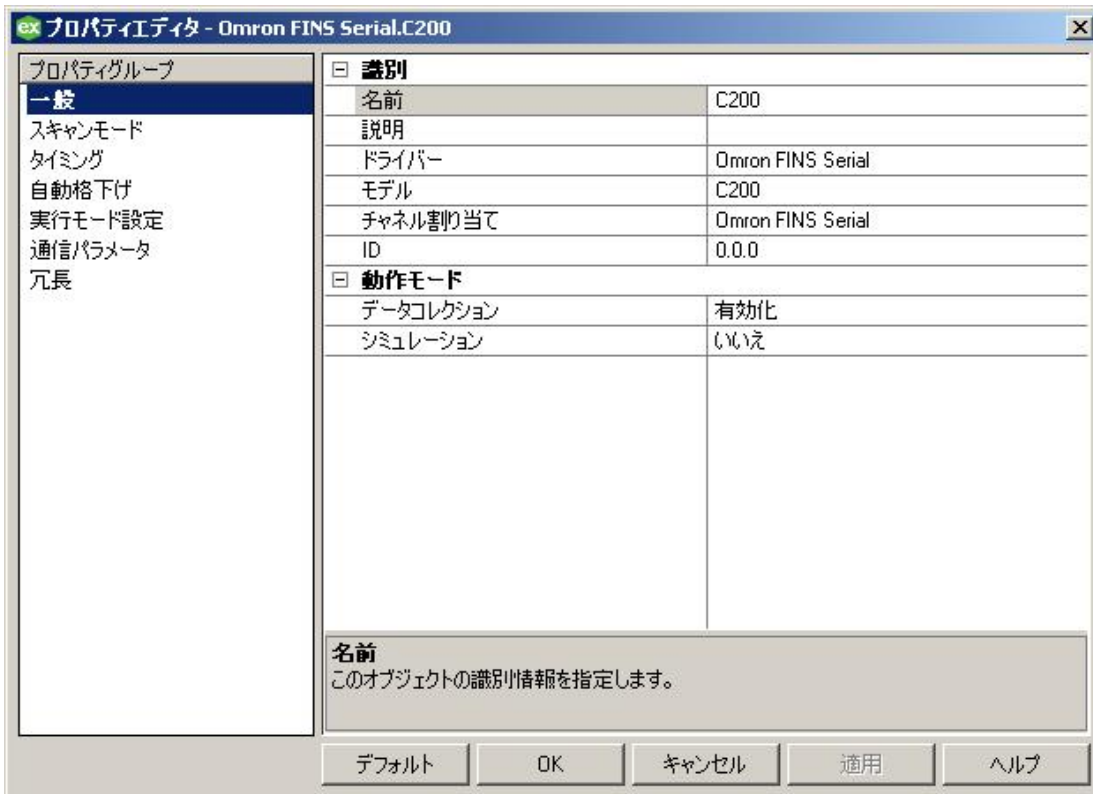 ex プロパティエディタ - Omron FINS Serial.C200
プロパティグループ
一般
スキャンモード
タイミング
自動格下げ
実行モード設定
通信パラメータ
冗長
識別
名前 C200
説明
ドライバー Omron FINS Serial
モデル C200
チャネル割り当て Omron FINS Serial
ID 0.0.0
動作モード
データコレクション 有効化
シミュレーション いいえ
名前
このオブジェクトの識別情報を指定します。
デフォルト OK キャンセル 適用 ヘルプ